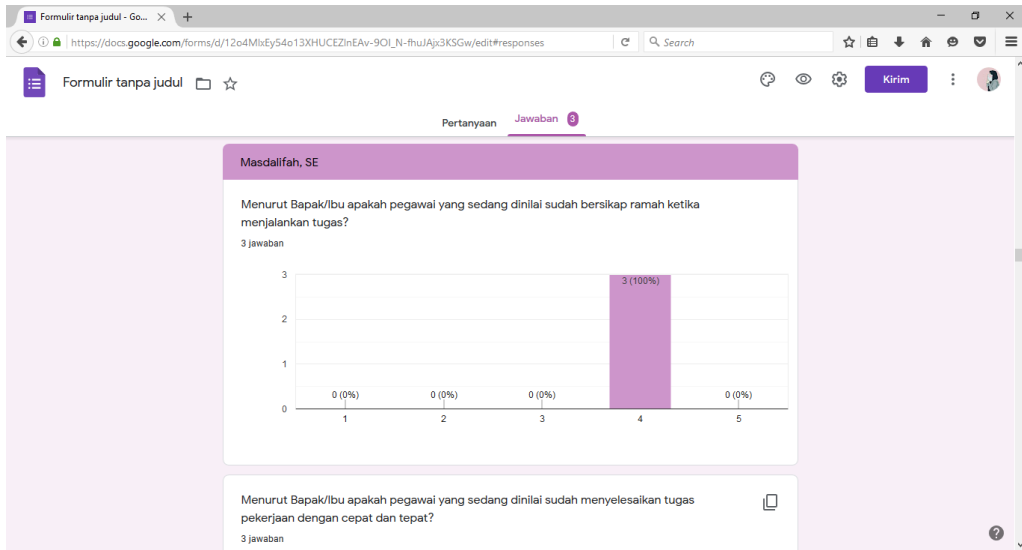 Formulir tanpa judul - Go...
https://docs.google.com/forms/d/12o4MlxEy54o13XHUCEZlnEAv-9OI_N-fhuJAjx3KSGw/edit#responses
Search
Formulir tanpa judul
Kirim
Pertanyaan
Jawaban 3
Masdalifah, SE
Menurut Bapak/Ibu apakah pegawai yang sedang dinilai sudah bersikap ramah ketika
menjalankan tugas?
3 jawaban
3
3 (100%)
2
1
0 (0%) 0 (0%) 0 (0%) 0 (0%)
0
1 2 3 4 5
Menurut Bapak/Ibu apakah pegawai yang sedang dinilai sudah menyelesaikan tugas
pekerjaan dengan cepat dan tepat?
3 jawaban